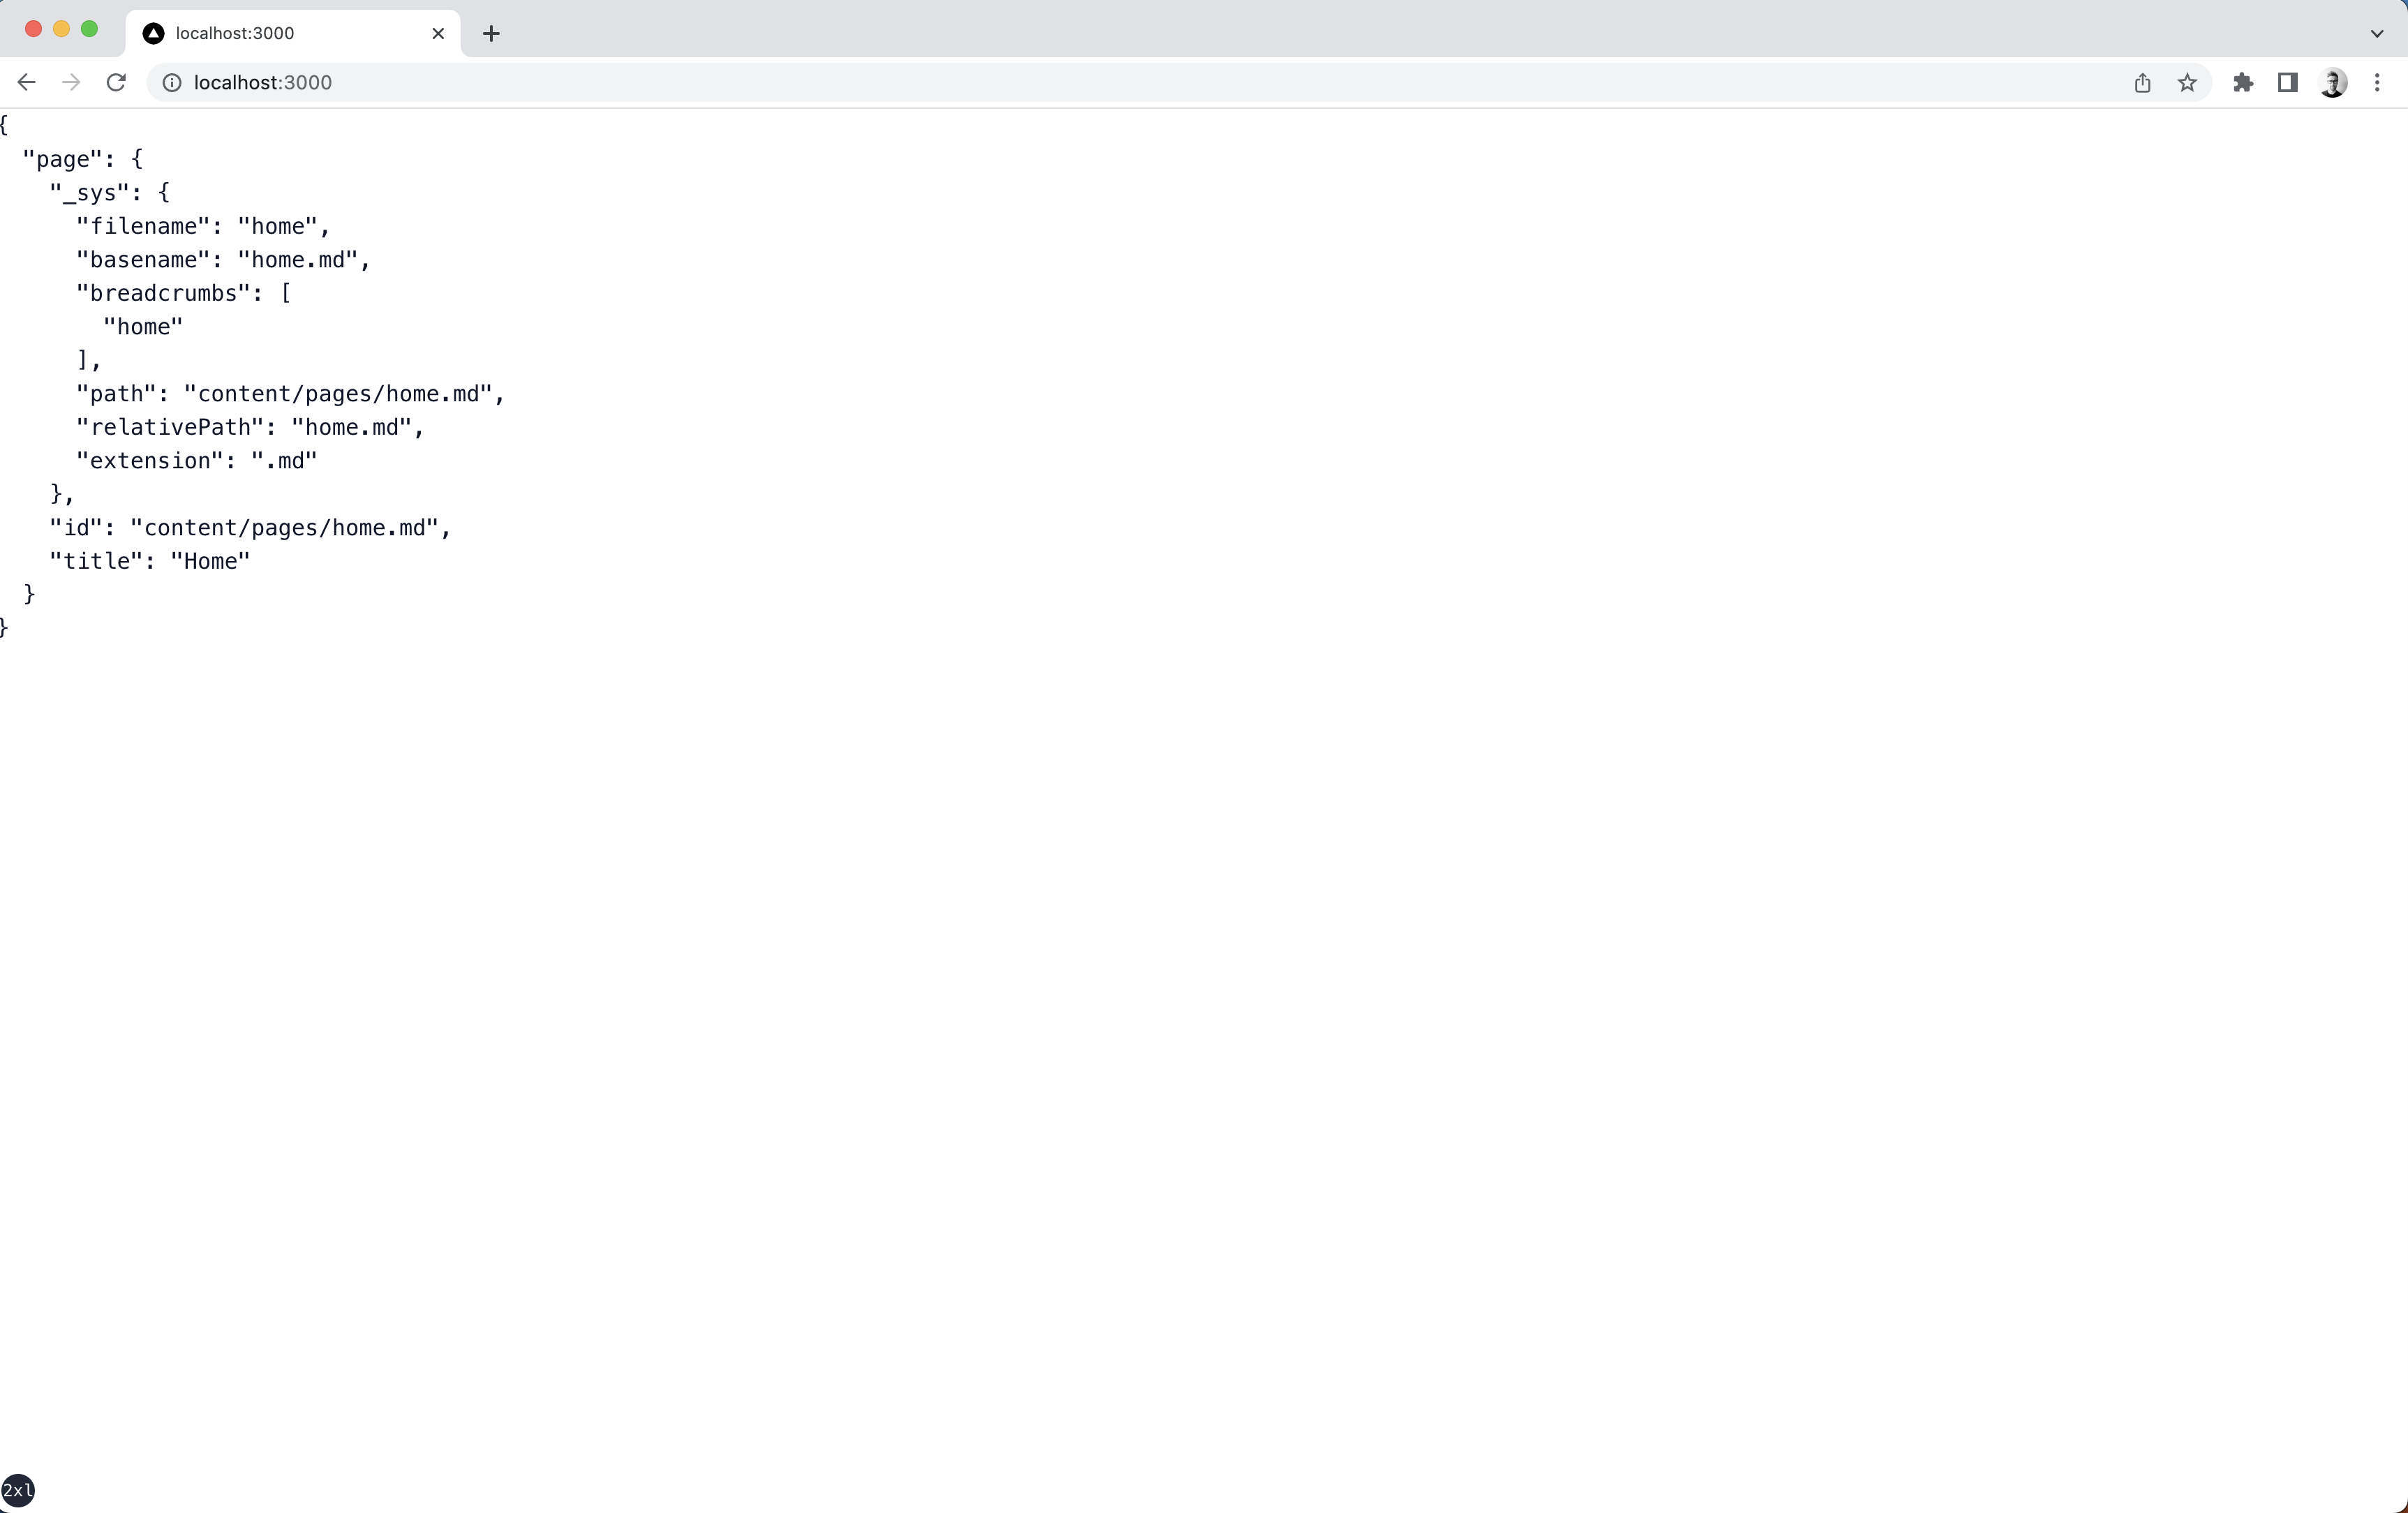 localhost:3000
localhost:3000
{
  "page": {
    "_sys": {
      "filename": "home",
      "basename": "home.md",
      "breadcrumbs": [
        "home"
      ],
      "path": "content/pages/home.md",
      "relativePath": "home.md",
      "extension": ".md"
    },
    "id": "content/pages/home.md",
    "title": "Home"
  }
}
2xl